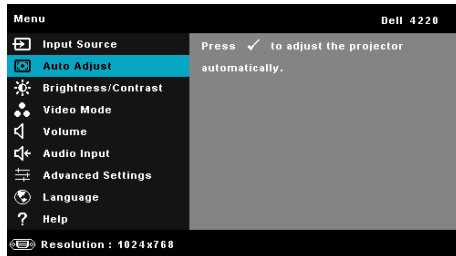 Menu Dell 4220
Input Source
Auto Adjust
Brightness/Contrast
Video Mode
Volume
Audio Input
Advanced Settings
Language
? Help
Press ✓ to adjust the projector
automatically.
Resolution : 1024x768